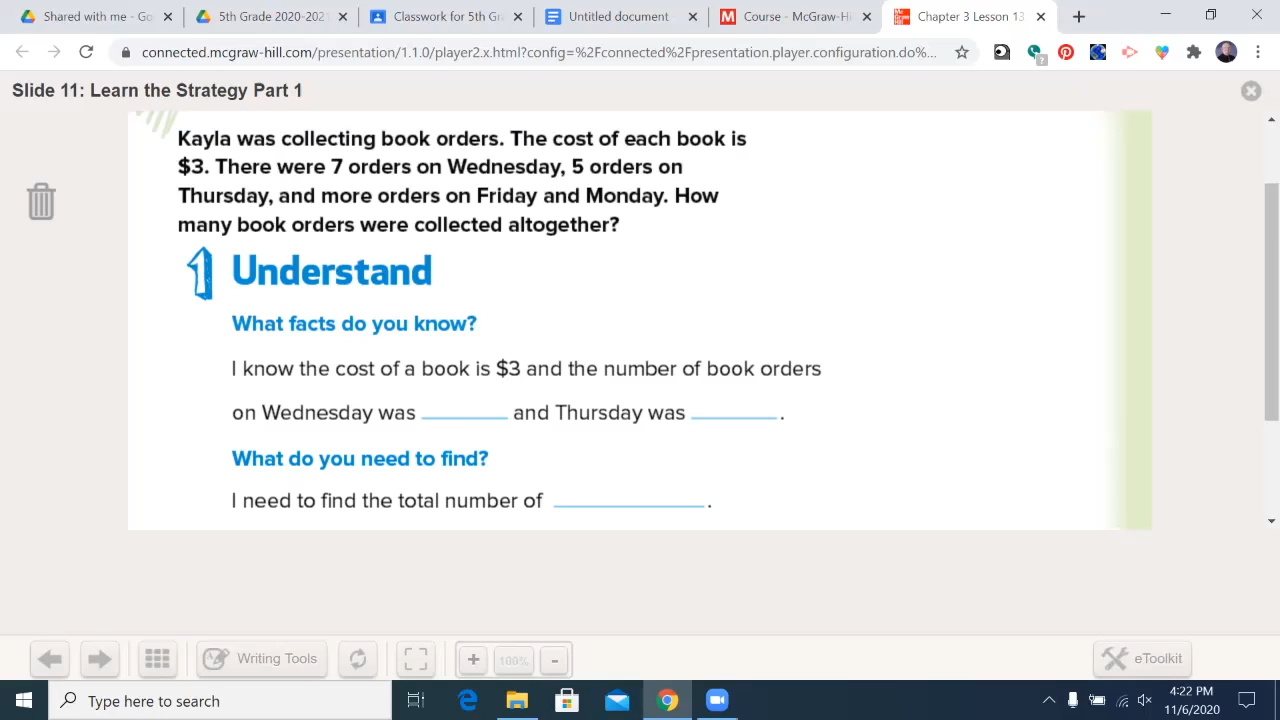 Shared with me - Go
5th Grade 2020-2021
Classwork for 5th Gr
Untitled document
Course - McGraw-Hi
Chapter 3 Lesson 13
connected.mcgraw-hill.com/presentation/1.1.0/player2.x.html?config=%2Fconnected%2Fpresentation.player.configuration.do%...
Slide 11: Learn the Strategy Part 1
Kayla was collecting book orders. The cost of each book is
$3. There were 7 orders on Wednesday, 5 orders on
Thursday, and more orders on Friday and Monday. How
many book orders were collected altogether?
1 Understand
What facts do you know?
I know the cost of a book is $3 and the number of book orders
on Wednesday was ________ and Thursday was ________ .
What do you need to find?
I need to find the total number of ______________ .
Writing Tools
+ 100% -
eToolkit
Type here to search
4:22 PM
11/6/2020